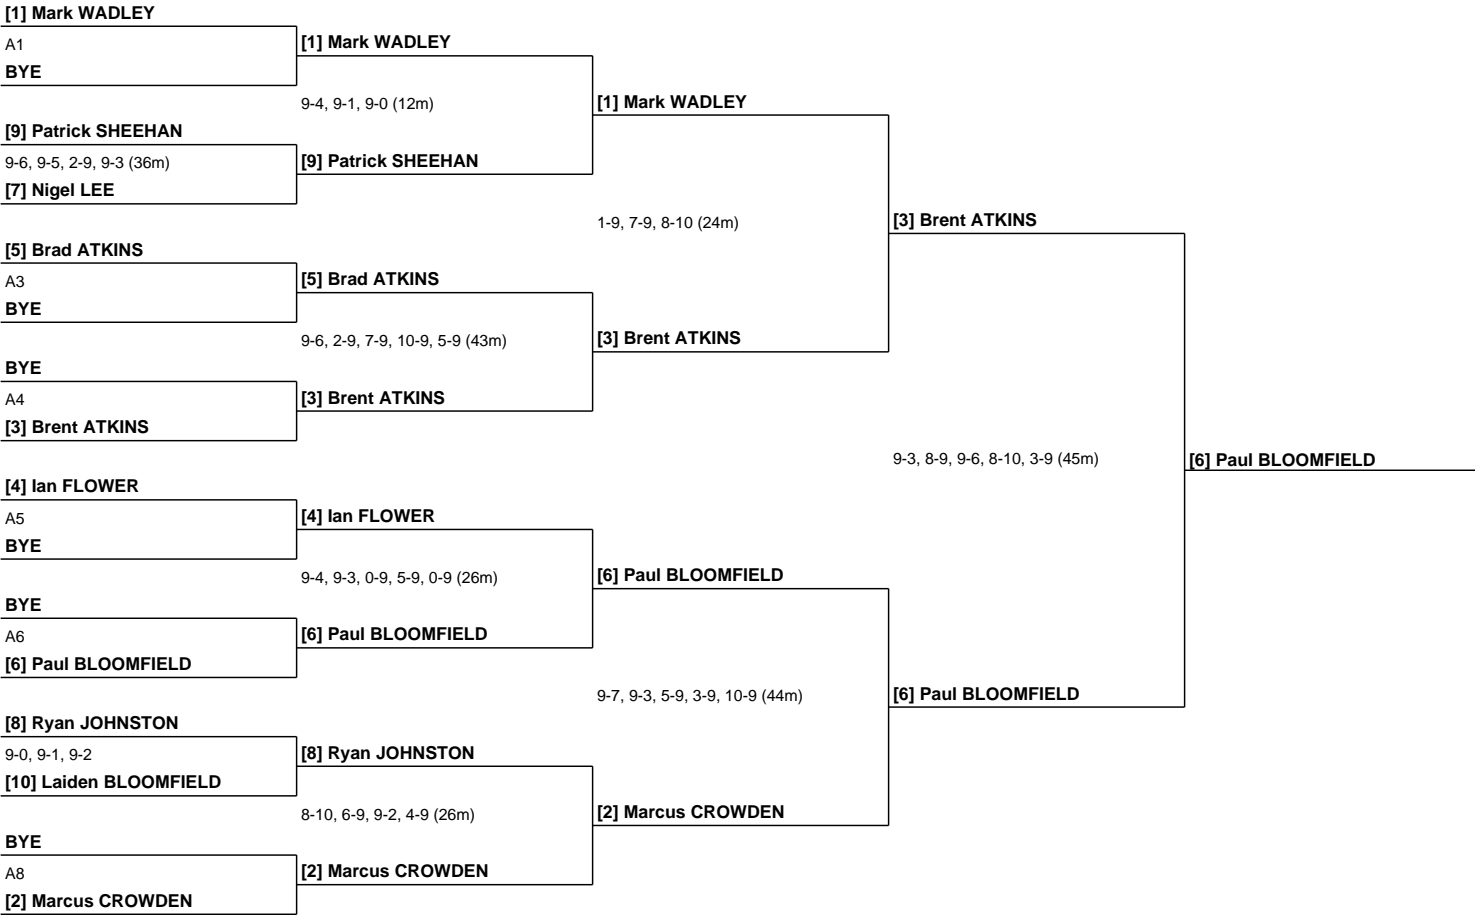 [1] Mark WADLEY
A1
BYE
[9] Patrick SHEEHAN
9-6, 9-5, 2-9, 9-3 (36m)
[7] Nigel LEE
[5] Brad ATKINS
A3
BYE
BYE
A4
[3] Brent ATKINS
[4] Ian FLOWER
A5
BYE
BYE
A6
[6] Paul BLOOMFIELD
[8] Ryan JOHNSTON
9-0, 9-1, 9-2
[10] Laiden BLOOMFIELD
BYE
A8
[2] Marcus CROWDEN
[1] Mark WADLEY
9-4, 9-1, 9-0 (12m)
[9] Patrick SHEEHAN
[5] Brad ATKINS
9-6, 2-9, 7-9, 10-9, 5-9 (43m)
[3] Brent ATKINS
[4] Ian FLOWER
9-4, 9-3, 0-9, 5-9, 0-9 (26m)
[6] Paul BLOOMFIELD
[8] Ryan JOHNSTON
8-10, 6-9, 9-2, 4-9 (26m)
[2] Marcus CROWDEN
[1] Mark WADLEY
1-9, 7-9, 8-10 (24m)
[3] Brent ATKINS
[6] Paul BLOOMFIELD
9-7, 9-3, 5-9, 3-9, 10-9 (44m)
[2] Marcus CROWDEN
[3] Brent ATKINS
9-3, 8-9, 9-6, 8-10, 3-9 (45m)
[6] Paul BLOOMFIELD
[6] Paul BLOOMFIELD